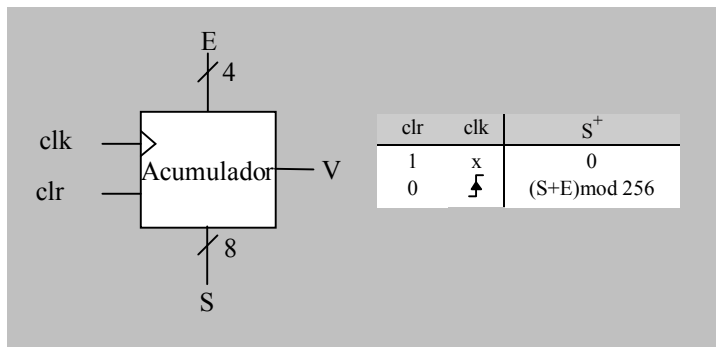 E
4
clk
Acumulador
V
clr
8
S
clr clk S+
1 x 0
0 (S+E)mod 256